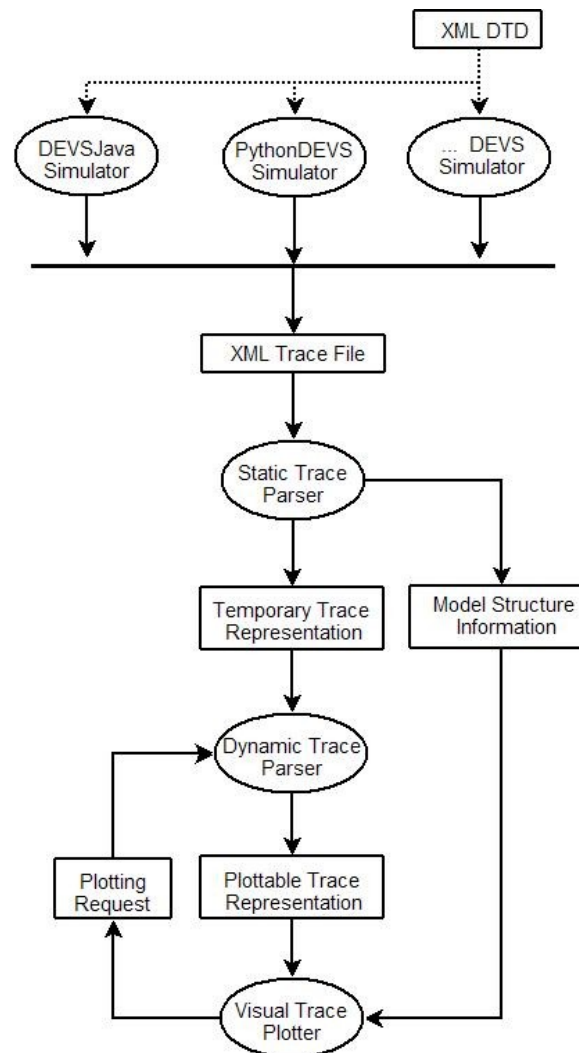 XML DTD
DEVSJava
Simulator
PythonDEVS
Simulator
... DEVS
Simulator
XML Trace File
Static Trace
Parser
Temporary Trace
Representation
Model Structure
Information
Dynamic Trace
Parser
Plotting
Request
Plottable Trace
Representation
Visual Trace
Plotter